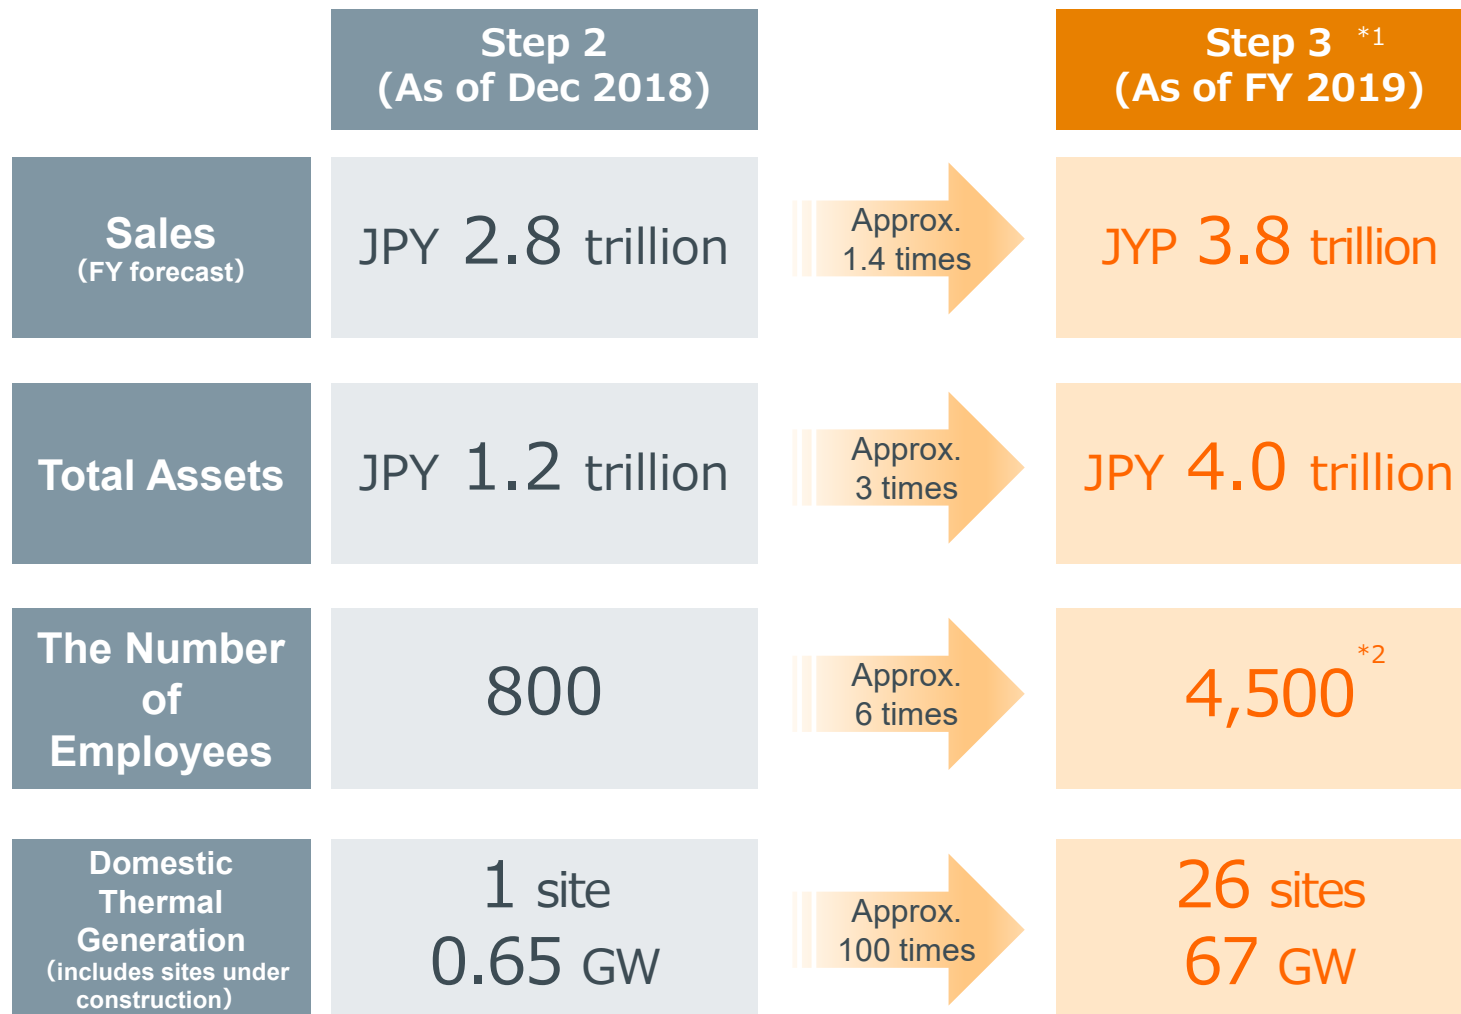 Step 2
(As of Dec 2018)
Step 3 *1
(As of FY 2019)
Sales
(FY forecast)
JPY 2.8 trillion
Approx.
1.4 times
JYP 3.8 trillion
Total Assets
JPY 1.2 trillion
Approx.
3 times
JPY 4.0 trillion
The Number
of
Employees
800
Approx.
6 times
4,500*2
Domestic
Thermal
Generation
(includes sites under
construction)
1 site
0.65 GW
Approx.
100 times
26 sites
67 GW